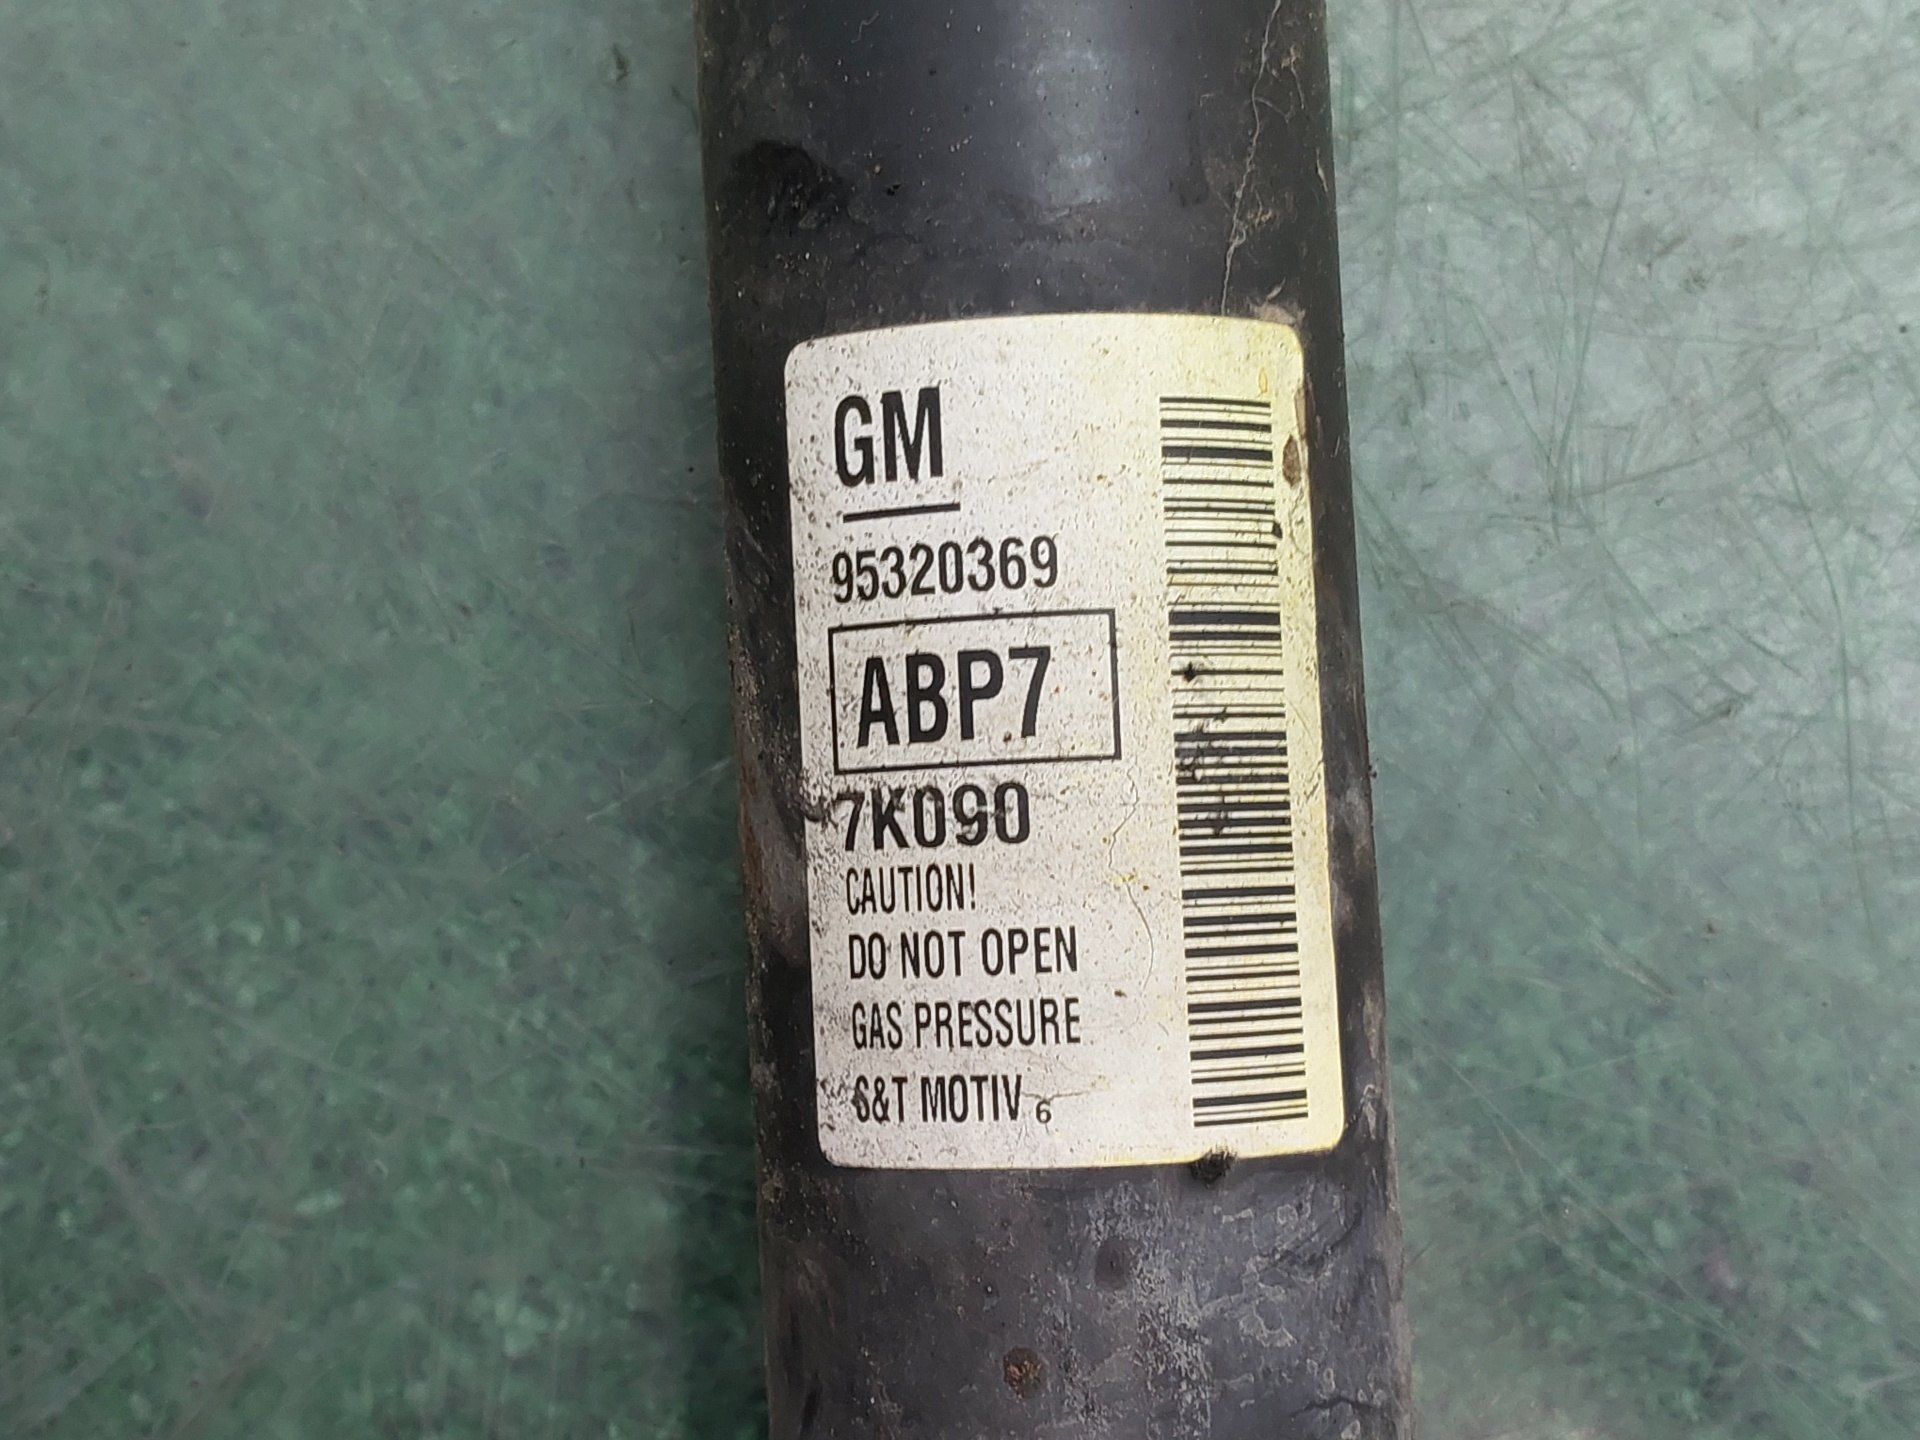 GM
95320369
ABP7
7K090
CAUTION!
DO NOT OPEN
GAS PRESSURE
S&T MOTIV 6